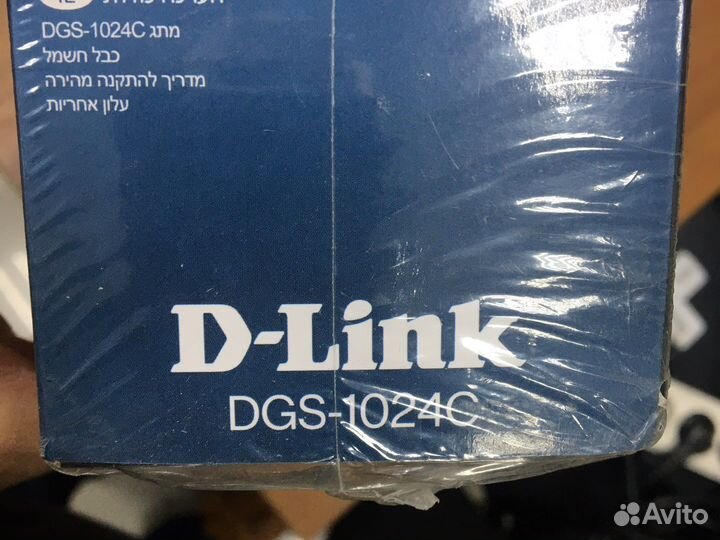 מתג DGS-1024C
כבל חשמל
מדריך להתקנה מהירה
עלון אחריות
D-Link
DGS-1024C
Avito